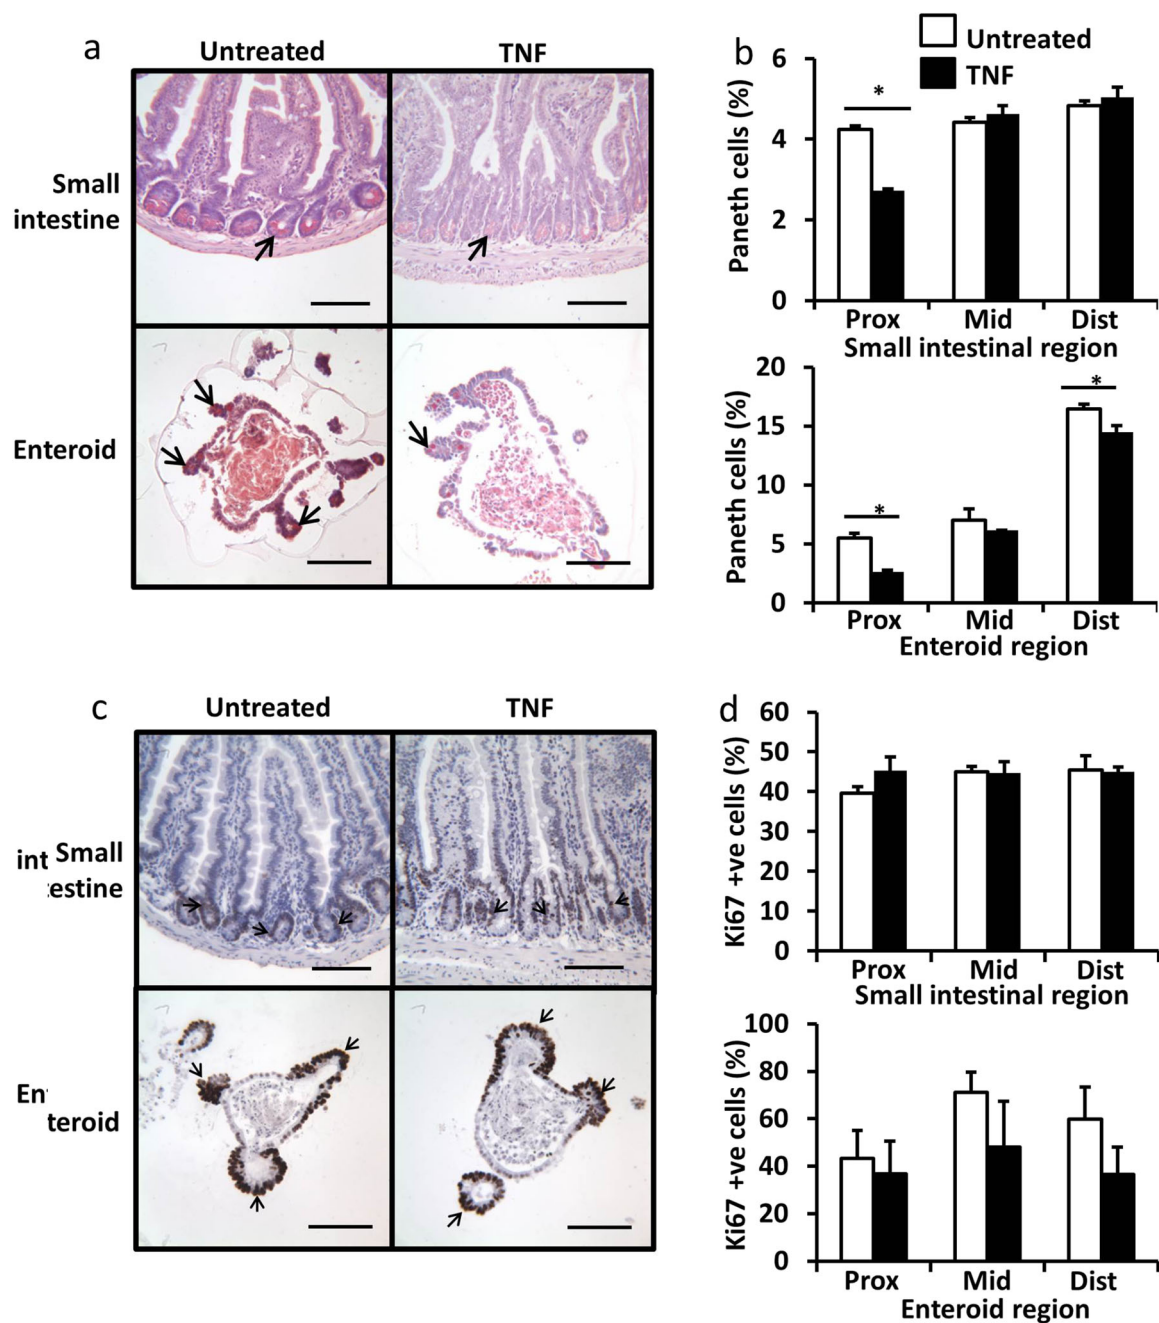 a
Untreated
TNF
Small
intestine
Enteroid
b
Untreated
TNF
Paneth cells (%)
6
4
2
0
*
Prox Mid Dist
Small intestinal region
Paneth cells (%)
20
15
10
5
0
*
*
Prox Mid Dist
Enteroid region
c
Untreated
TNF
int Small
estine
En
teroid
d
Ki67 +ve cells (%)
60
50
40
30
20
10
0
Prox Mid Dist
Small intestinal region
Ki67 +ve cells (%)
100
80
60
40
20
0
Prox Mid Dist
Enteroid region